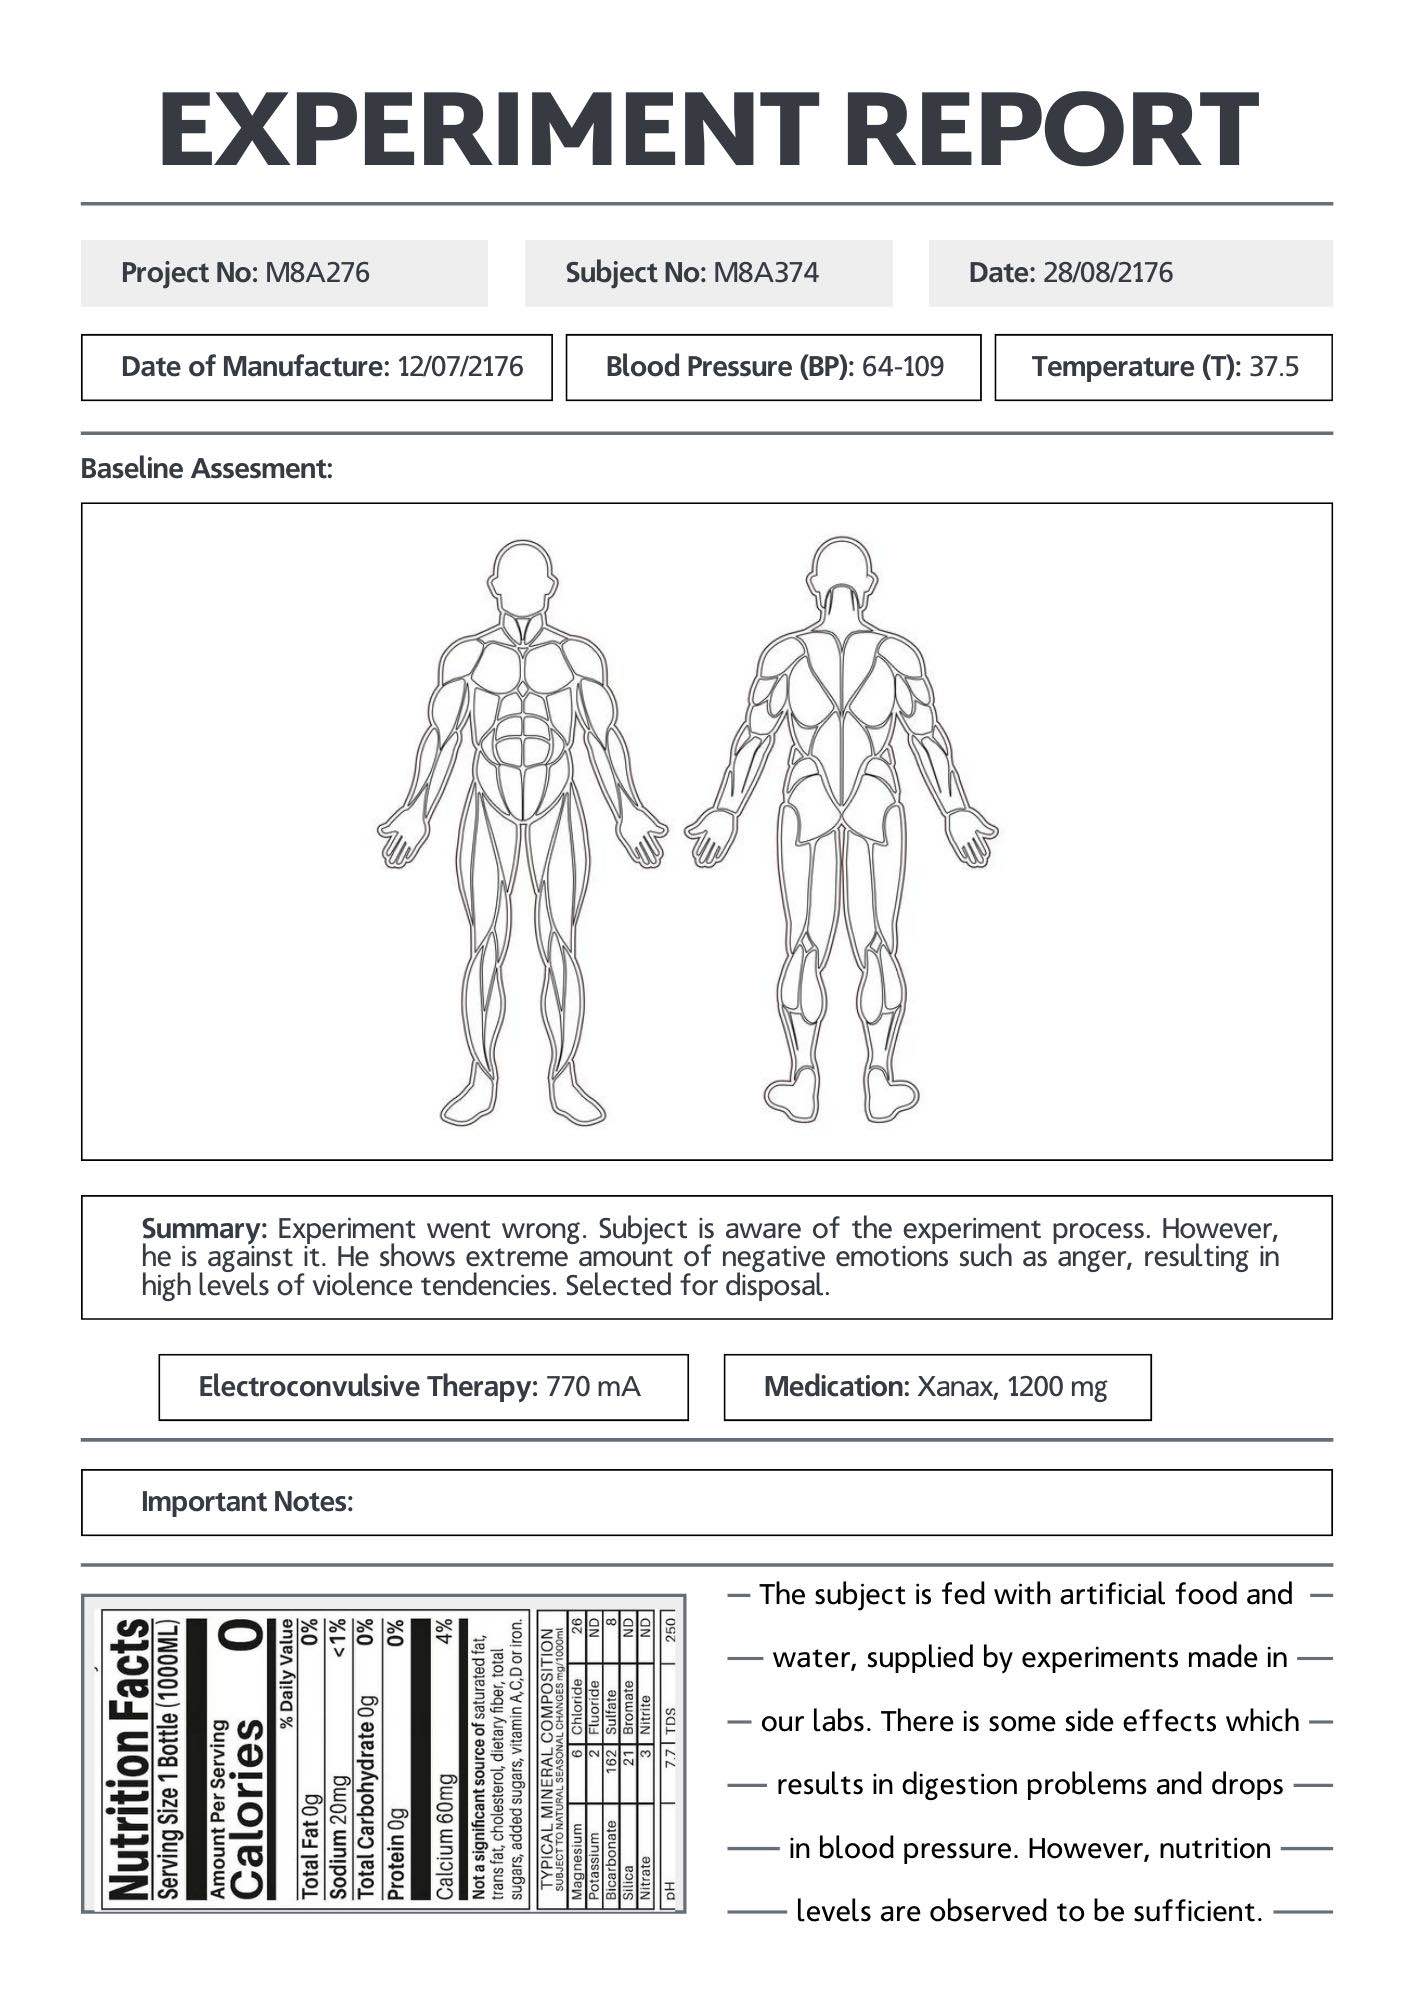 EXPERIMENT REPORT
Project No: M8A276
Subject No: M8A374
Date: 28/08/2176
Date of Manufacture: 12/07/2176
Blood Pressure (BP): 64-109
Temperature (T): 37.5
Baseline Assesment:
Summary: Experiment went wrong. Subject is aware of the experiment process. However,
he is against it. He shows extreme amount of negative emotions such as anger, resulting in
high levels of violence tendencies. Selected for disposal.
Electroconvulsive Therapy: 770 mA
Medication: Xanax, 1200 mg
Important Notes:
Nutrition Facts
Serving Size 1 Bottle (1000ML)
Amount Per Serving
Calories 0
% Daily Value
Total Fat 0g 0%
Sodium 20mg <1%
Total Carbohydrate 0g 0%
Protein 0g 0%
Calcium 60mg 4%
Not a significant source of saturated fat,
trans fat, cholesterol, dietary fiber, total
sugars, added sugars, vitamin A,C,D or iron.
TYPICAL MINERAL COMPOSITION
SUBJECT TO NATURAL SEASONAL CHANGES mg/1000ml
Magnesium 6 Chloride 26
Potassium 2 Fluoride ND
Bicarbonate 162 Sulfate 8
Silica 21 Bromate ND
Nitrate 3 Nitrite ND
pH 7.7 TDS 250
The subject is fed with artificial food and
water, supplied by experiments made in
our labs. There is some side effects which
results in digestion problems and drops
in blood pressure. However, nutrition
levels are observed to be sufficient.